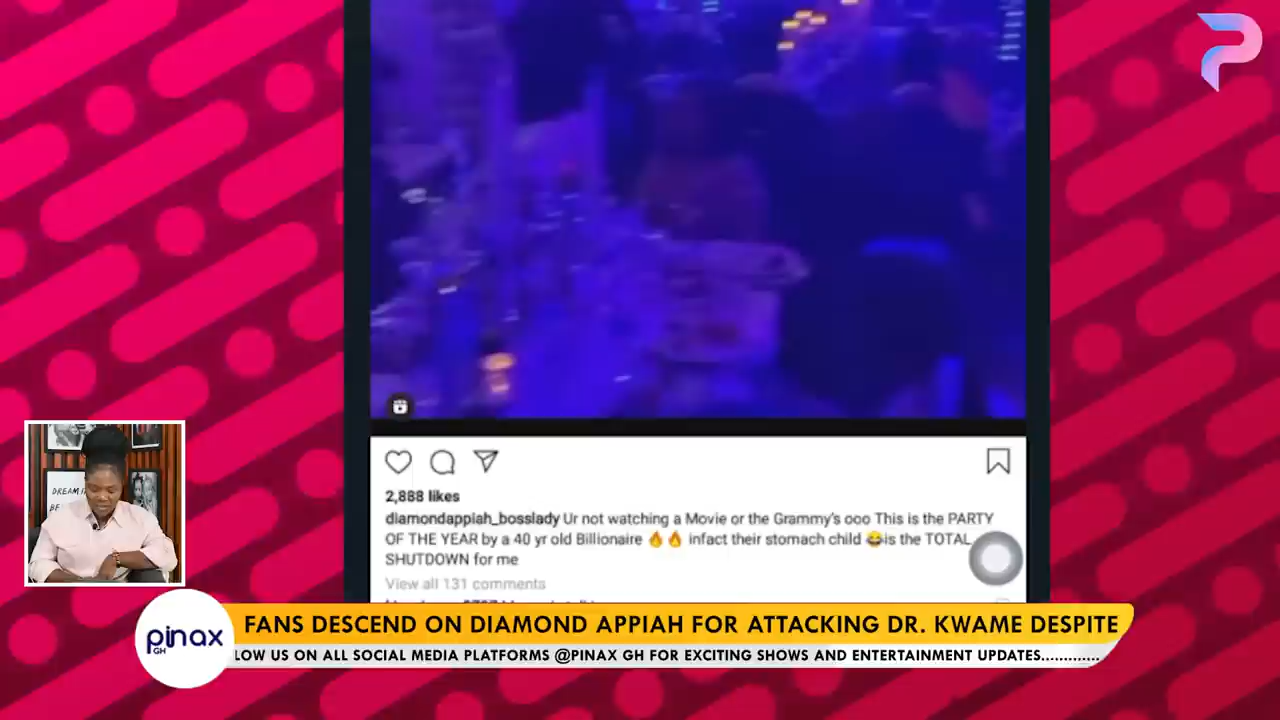 2,888 likes
diamondappiah_bosslady Ur not watching a Movie or the Grammy's ooo This is the PARTY
OF THE YEAR by a 40 yr old Billionaire 🔥🔥 infact their stomach child 😂is the TOTAL
SHUTDOWN for me
View all 131 comments
DREAM
pinax
GH
FANS DESCEND ON DIAMOND APPIAH FOR ATTACKING DR. KWAME DESPITE
LOW US ON ALL SOCIAL MEDIA PLATFORMS @PINAX GH FOR EXCITING SHOWS AND ENTERTAINMENT UPDATES............